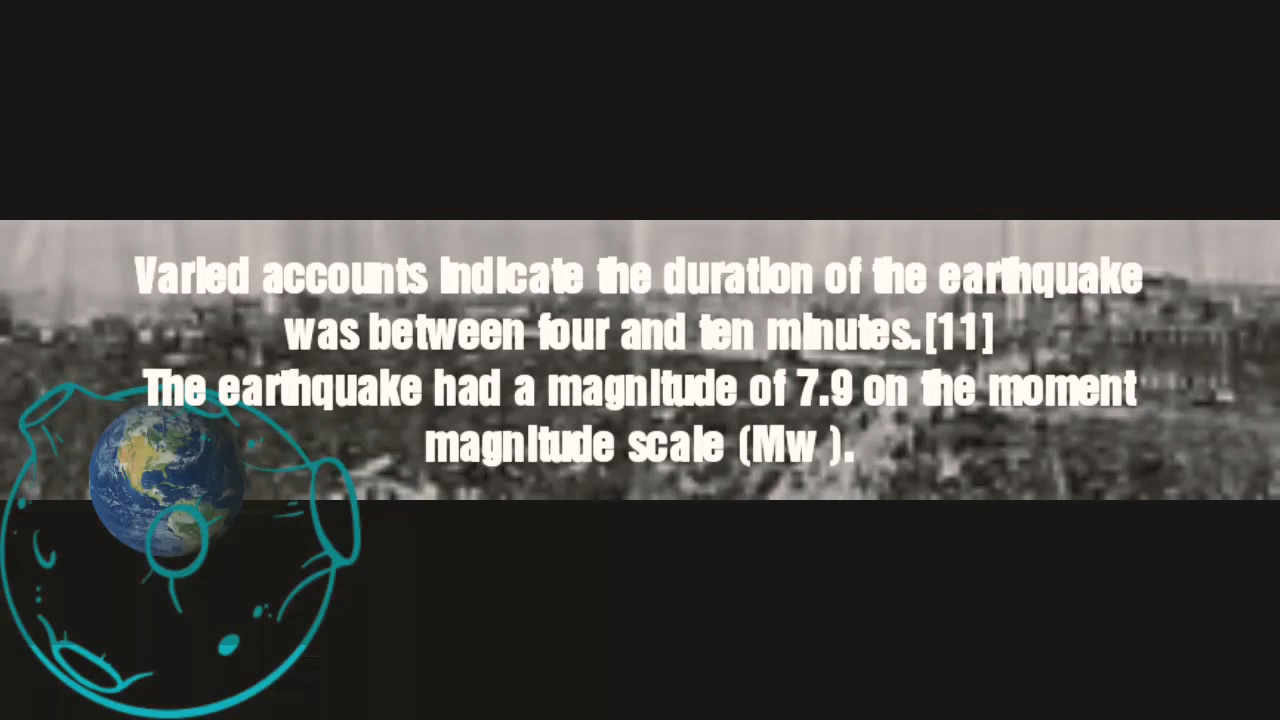 Varied accounts indicate the duration of the earthquake
was between four and ten minutes.[11]
The earthquake had a magnitude of 7.9 on the moment
magnitude scale (Mw ).